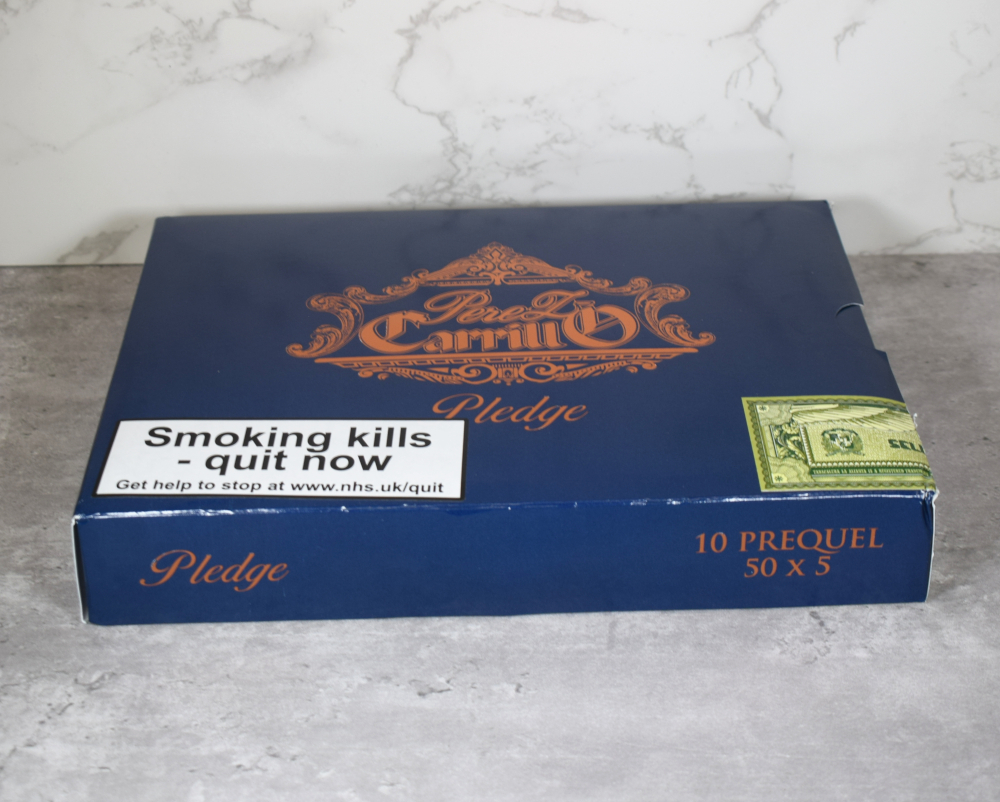 PereZ
CarrillO
Pledge
Smoking kills
- quit now
Get help to stop at www.nhs.uk/quit
Pledge
10 PREQUEL
50 X 5